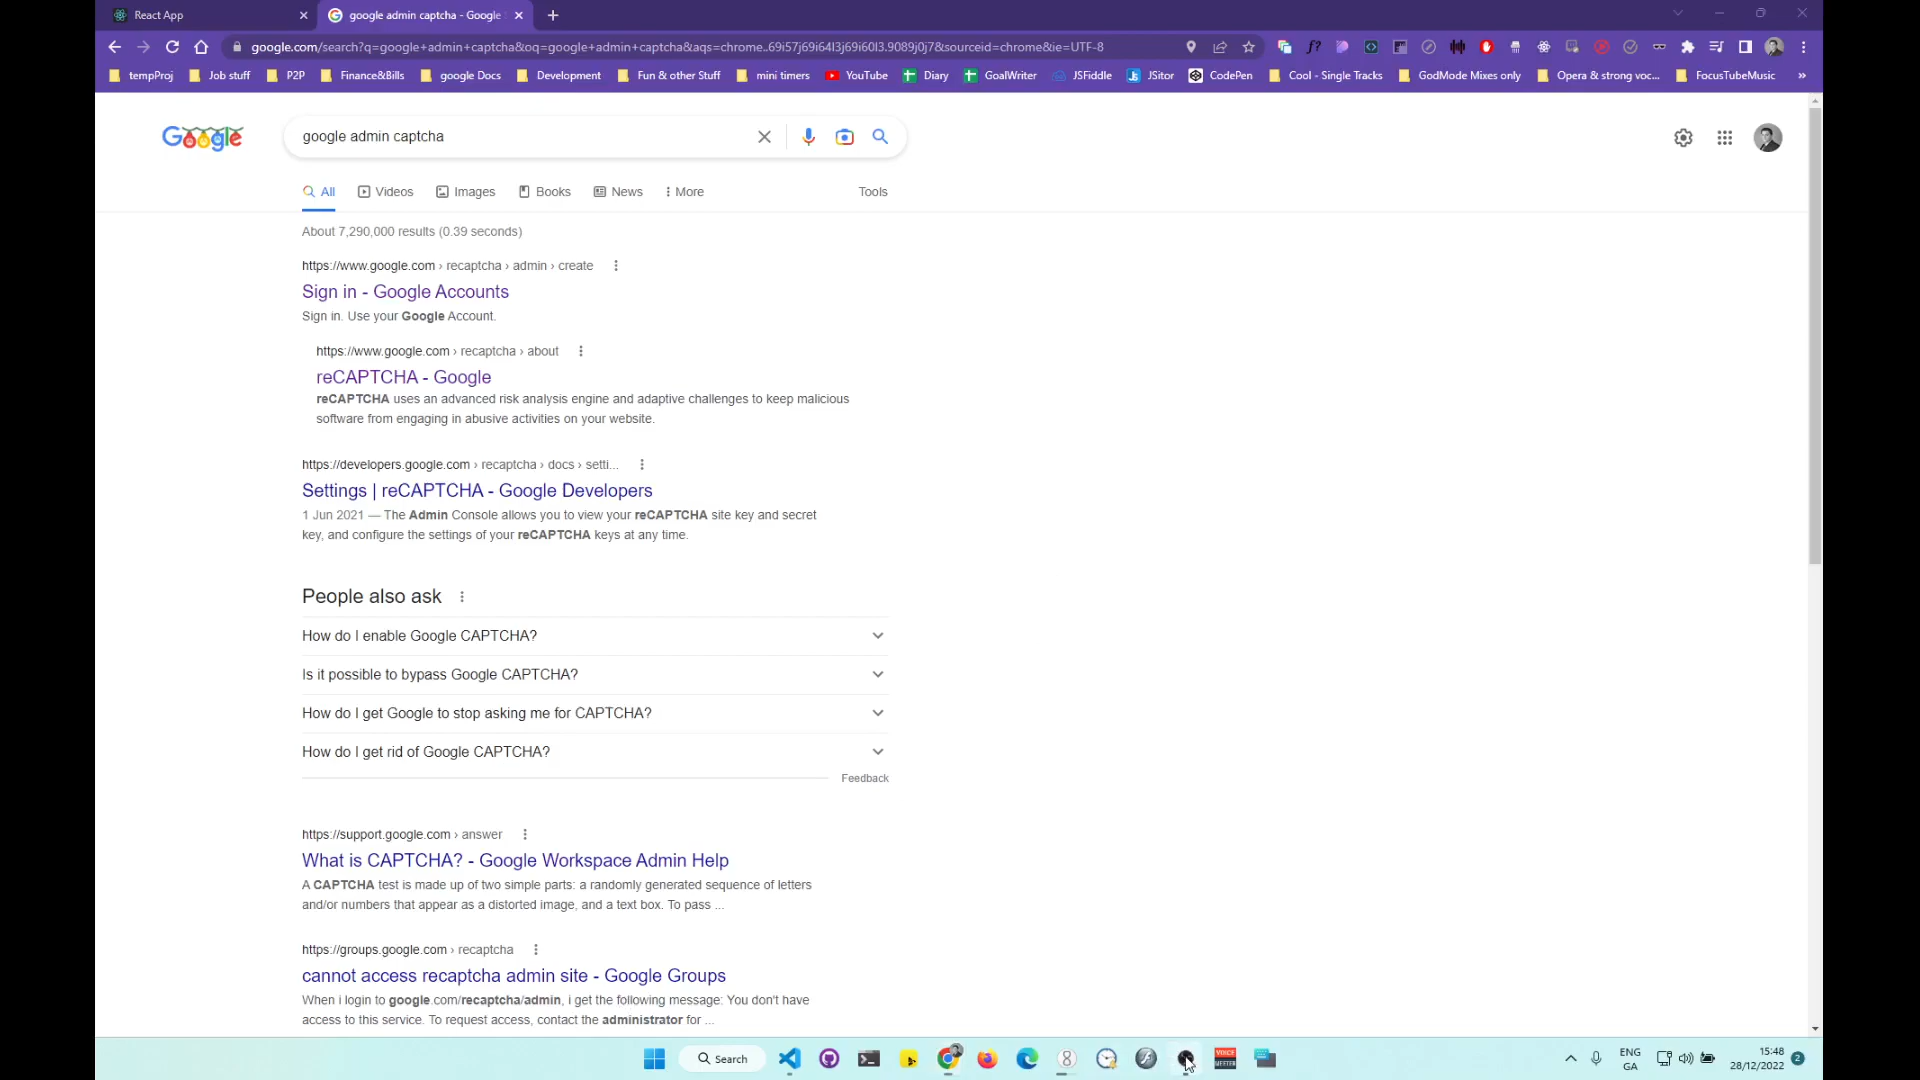 React App
google admin captcha - Google S
google.com/search?q=google+admin+captcha&oq=google+admin+captcha&aqs=chrome..69i57j69i64l3j69i60l3.9089j0j7&sourceid=chrome&ie=UTF-8
tempProj Job stuff P2P Finance&Bills google Docs Development Fun & other Stuff mini timers YouTube Diary GoalWriter JSFiddle JSitor CodePen Cool - Single Tracks GodMode Mixes only Opera & strong voc... FocusTubeMusic »
Google
google admin captcha
All Videos Images Books News More Tools
About 7,290,000 results (0.39 seconds)
https://www.google.com › recaptcha › admin › create
Sign in - Google Accounts
Sign in. Use your Google Account.
https://www.google.com › recaptcha › about
reCAPTCHA - Google
reCAPTCHA uses an advanced risk analysis engine and adaptive challenges to keep malicious
software from engaging in abusive activities on your website.
https://developers.google.com › recaptcha › docs › setti...
Settings | reCAPTCHA - Google Developers
1 Jun 2021 — The Admin Console allows you to view your reCAPTCHA site key and secret
key, and configure the settings of your reCAPTCHA keys at any time.
People also ask
How do I enable Google CAPTCHA?
Is it possible to bypass Google CAPTCHA?
How do I get Google to stop asking me for CAPTCHA?
How do I get rid of Google CAPTCHA?
Feedback
https://support.google.com › answer
What is CAPTCHA? - Google Workspace Admin Help
A CAPTCHA test is made up of two simple parts: a randomly generated sequence of letters
and/or numbers that appear as a distorted image, and a text box. To pass ...
https://groups.google.com › recaptcha
cannot access recaptcha admin site - Google Groups
When i login to google.com/recaptcha/admin, i get the following message: You don't have
access to this service. To request access, contact the administrator for ...
Search
ENG
GA
15:48
28/12/2022
2